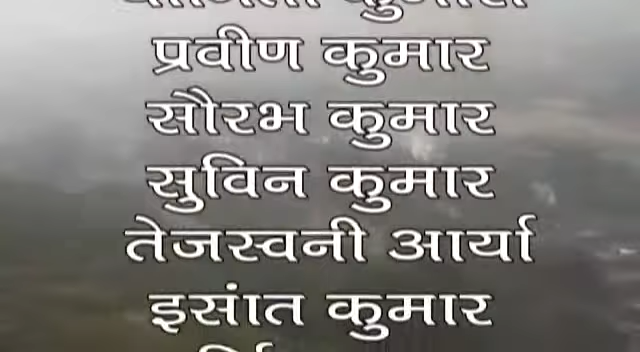 प्रवीण कुमार
सौरभ कुमार
सुविन कुमार
तेजस्वनी आर्या
इसांत कुमार